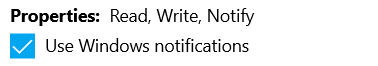 Properties: Read, Write, Notify
Use Windows notifications